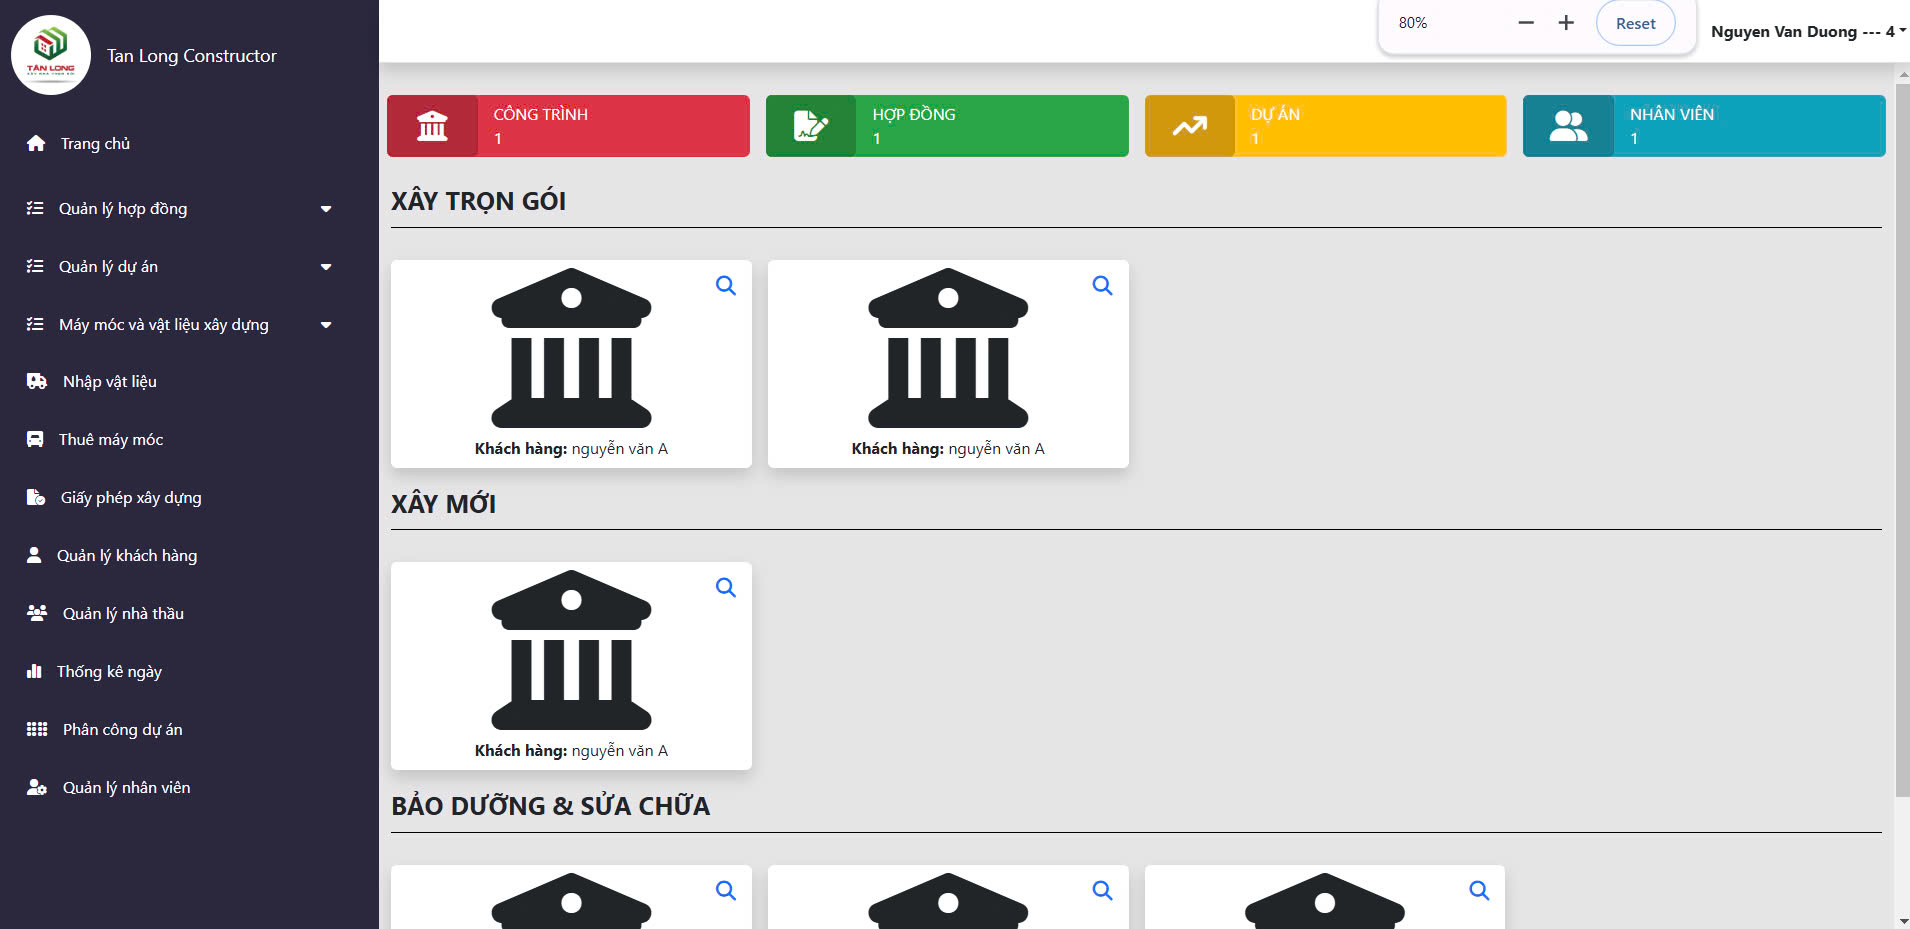 TÂN LONG
Tan Long Constructor
80%
Reset
Nguyen Van Duong --- 4
Trang chủ
Quản lý hợp đồng
Quản lý dự án
Máy móc và vật liệu xây dựng
Nhập vật liệu
Thuê máy móc
Giấy phép xây dựng
Quản lý khách hàng
Quản lý nhà thầu
Thống kê ngày
Phân công dự án
Quản lý nhân viên
CÔNG TRÌNH
1
HỢP ĐỒNG
1
DỰ ÁN
1
NHÂN VIÊN
1
XÂY TRỌN GÓI
Khách hàng: nguyễn văn A
Khách hàng: nguyễn văn A
XÂY MỚI
Khách hàng: nguyễn văn A
BẢO DƯỠNG & SỬA CHỮA